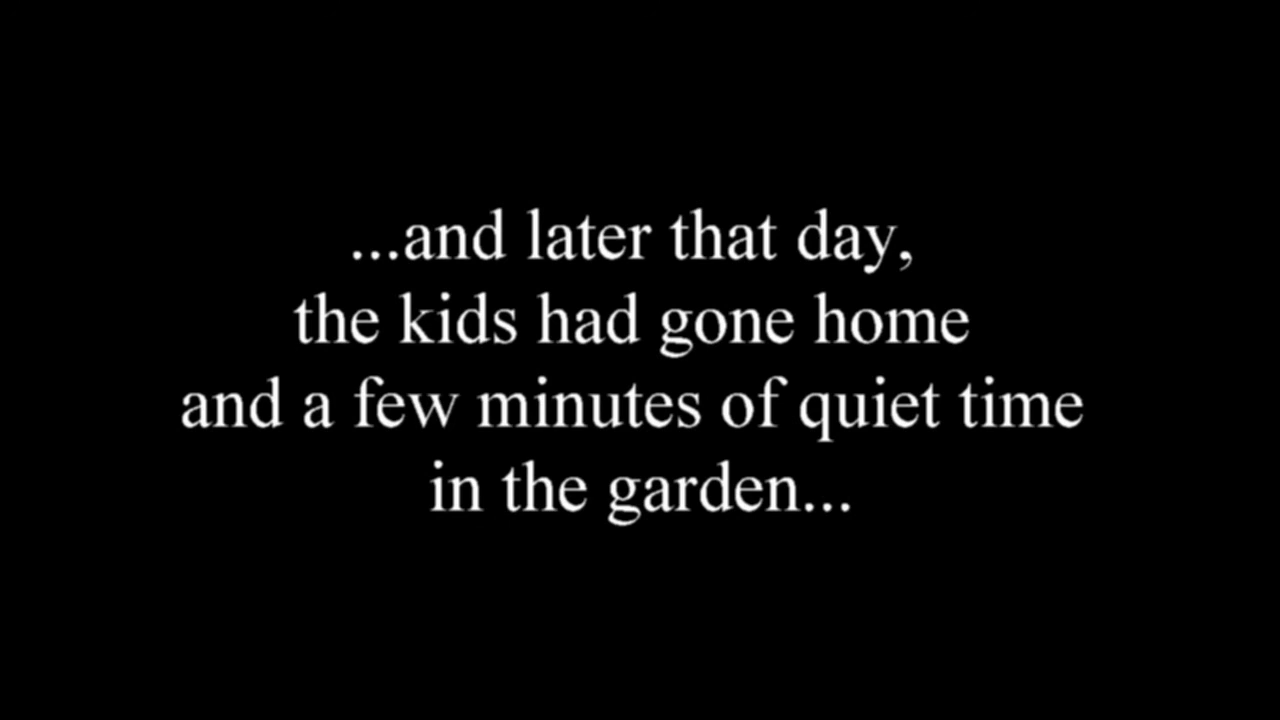 ...and later that day,
the kids had gone home
and a few minutes of quiet time
in the garden...